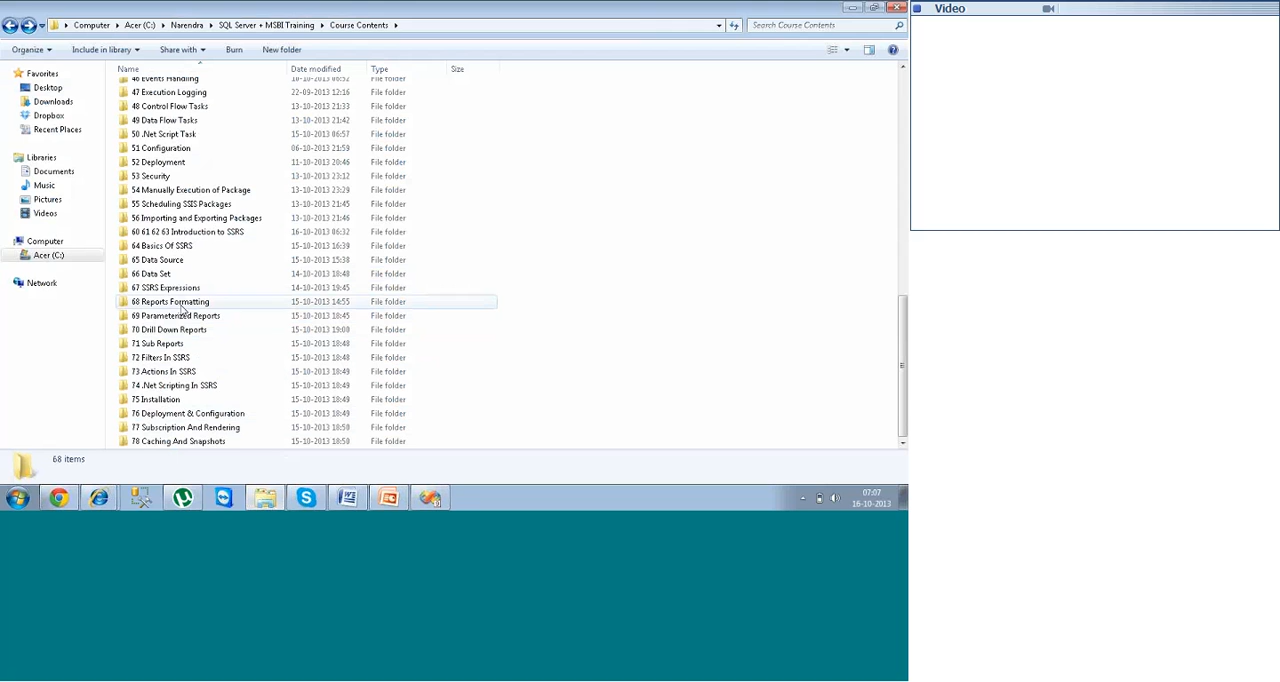 Video
Computer Acer (C:) Narendra SQL Server + MSBI Training Course Contents Search Course Contents
Organize Include in library Share with Burn New folder
Name Date modified Type Size
Favorites
Desktop
Downloads
Dropbox
Recent Places
Libraries
Documents
Music
Pictures
Videos
Computer
Acer (C:)
Network
46 Events Handling 10-10-2013 06:52 File folder
47 Execution Logging 22-09-2013 12:16 File folder
48 Control Flow Tasks 13-10-2013 21:33 File folder
49 Data Flow Tasks 13-10-2013 21:42 File folder
50 .Net Script Task 15-10-2013 06:57 File folder
51 Configuration 06-10-2013 21:59 File folder
52 Deployment 11-10-2013 20:46 File folder
53 Security 13-10-2013 23:12 File folder
54 Manually Execution of Package 13-10-2013 23:29 File folder
55 Scheduling SSIS Packages 13-10-2013 21:45 File folder
56 Importing and Exporting Packages 13-10-2013 21:46 File folder
60 61 62 63 Introduction to SSRS 16-10-2013 06:32 File folder
64 Basics Of SSRS 15-10-2013 16:39 File folder
65 Data Source 15-10-2013 15:38 File folder
66 Data Set 14-10-2013 18:48 File folder
67 SSRS Expressions 14-10-2013 19:45 File folder
68 Reports Formatting 15-10-2013 14:55 File folder
69 Parameterized Reports 15-10-2013 18:45 File folder
70 Drill Down Reports 15-10-2013 19:00 File folder
71 Sub Reports 15-10-2013 18:48 File folder
72 Filters In SSRS 15-10-2013 18:48 File folder
73 Actions In SSRS 15-10-2013 18:49 File folder
74 .Net Scripting In SSRS 15-10-2013 18:49 File folder
75 Installation 15-10-2013 18:49 File folder
76 Deployment & Configuration 15-10-2013 18:49 File folder
77 Subscription And Rendering 15-10-2013 18:50 File folder
78 Caching And Snapshots 15-10-2013 18:50 File folder
68 items
07:07
16-10-2013